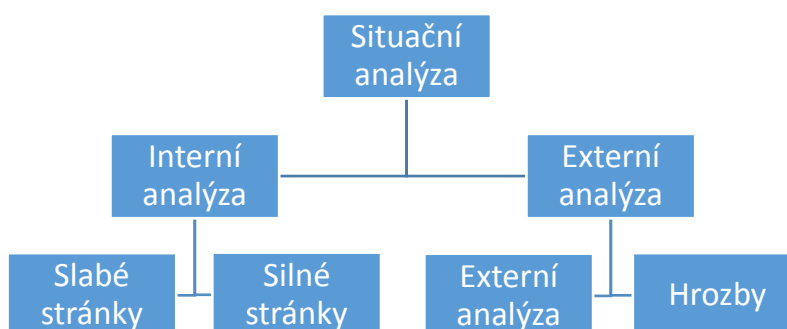 Situační
analýza
Interní
analýza
Externí
analýza
Slabé
stránky
Silné
stránky
Externí
analýza
Hrozby